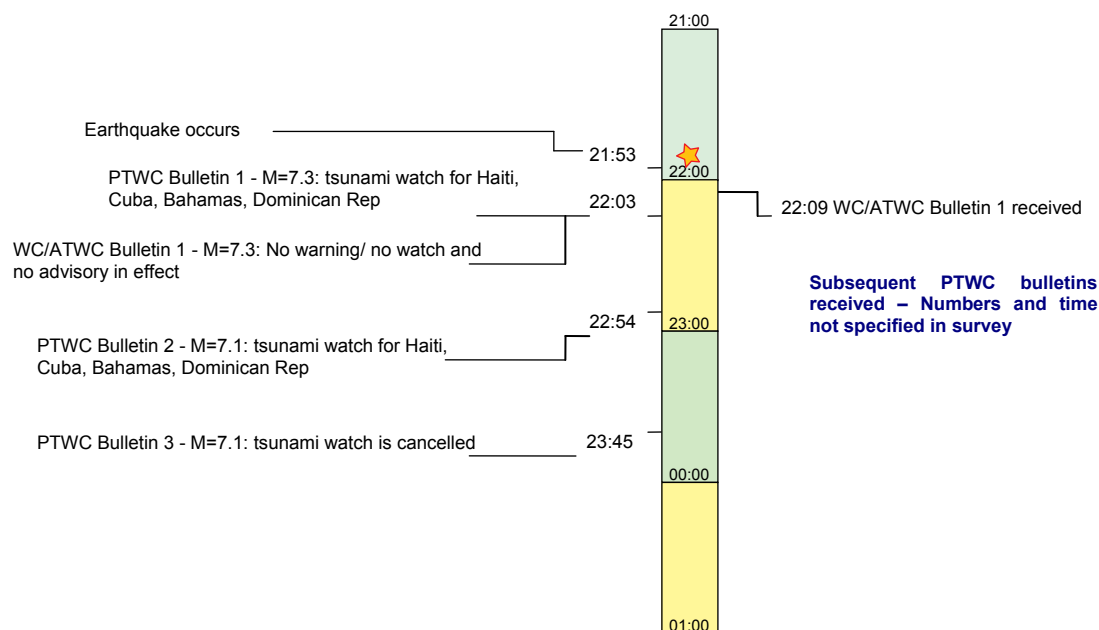 21:00
Earthquake occurs
21:53
22:00
PTWC Bulletin 1 - M=7.3: tsunami watch for Haiti,
Cuba, Bahamas, Dominican Rep
22:03
22:09 WC/ATWC Bulletin 1 received
WC/ATWC Bulletin 1 - M=7.3: No warning/ no watch and
no advisory in effect
Subsequent PTWC bulletins
received – Numbers and time
not specified in survey
22:54
23:00
PTWC Bulletin 2 - M=7.1: tsunami watch for Haiti,
Cuba, Bahamas, Dominican Rep
PTWC Bulletin 3 - M=7.1: tsunami watch is cancelled
23:45
00:00
01:00